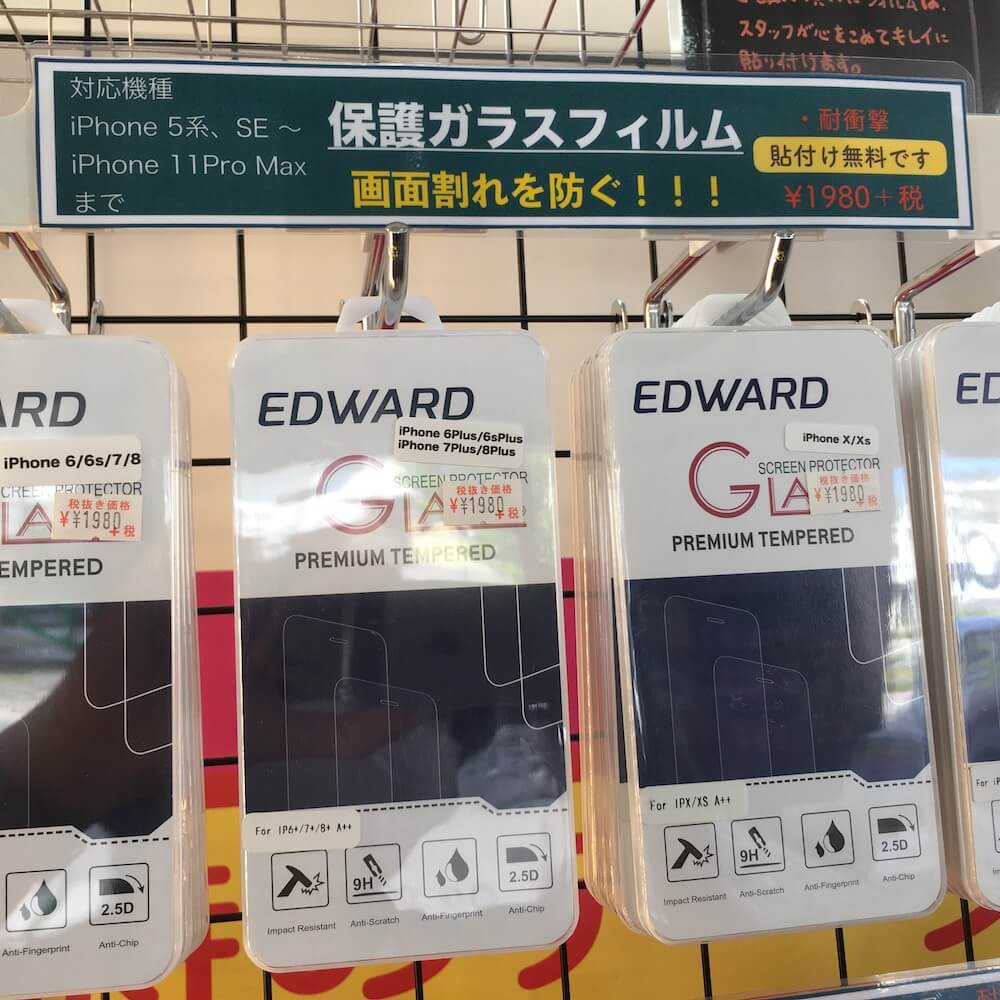 スタッフが心をこめてキレイに
貼り付けます。
対応機種
iPhone 5系、SE ～
iPhone 11Pro Max
まで
保護ガラスフィルム
画面割れを防ぐ！！！
・耐衝撃
貼付け無料です
¥1980＋税
ARD
iPhone 6/6s/7/8
SCREEN PROTECTOR
LA
税抜き価格
¥¥1980
+税
EMPERED
Anti-Fingerprint
2.5D
Anti-Chip
EDWARD
iPhone 6Plus/6sPlus
iPhone 7Plus/8Plus
SCREEN PROTECTOR
GLA
税抜き価格
¥¥1980
+税
PREMIUM TEMPERED
For IP6+/7+/8+ A++
9H
2.5D
Impact Resistant
Anti-Scratch
Anti-Fingerprint
Anti-Chip
EDWARD
iPhone X/Xs
SCREEN PROTECTOR
GLA
税抜き価格
¥¥1980
+税
PREMIUM TEMPERED
For IPX/XS A++
9H
2.5D
Impact Resistant
Anti-Scratch
Anti-Fingerprint
Anti-Chip
ED